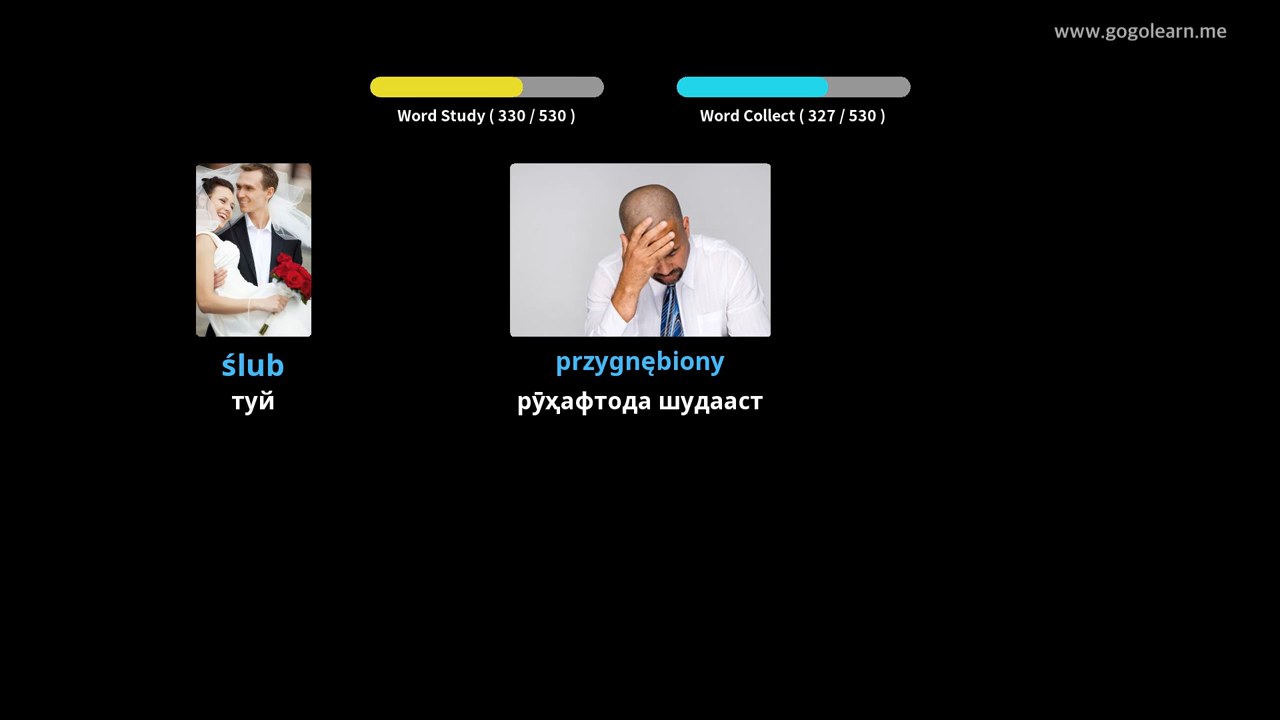 www.gogolearn.me
Word Study ( 330 / 530 )
Word Collect ( 327 / 530 )
ślub
przygnębiony
туй
рӯҳафтода шудааст